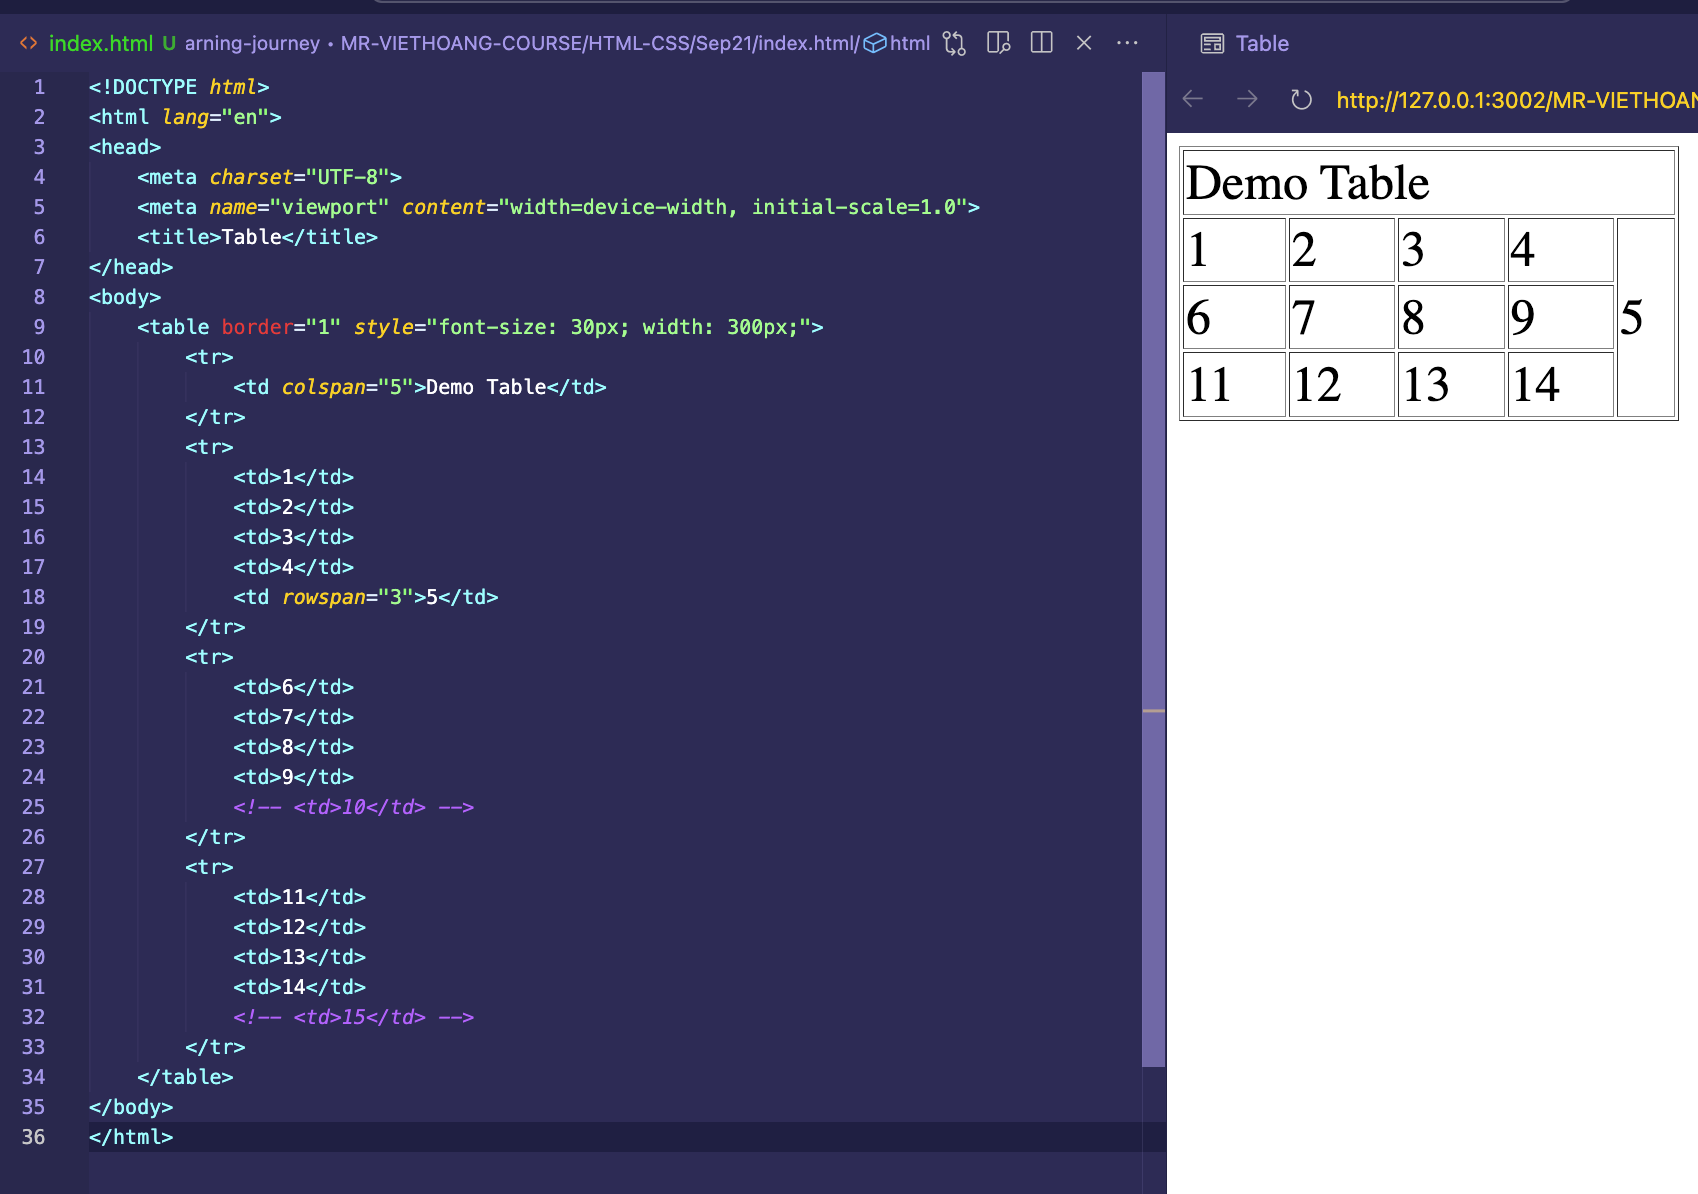 index.html U arning-journey • MR-VIETHOANG-COURSE/HTML-CSS/Sep21/index.html/ html
1 <!DOCTYPE html>
2 <html lang="en">
3 <head>
4 <meta charset="UTF-8">
5 <meta name="viewport" content="width=device-width, initial-scale=1.0">
6 <title>Table</title>
7 </head>
8 <body>
9 <table border="1" style="font-size: 30px; width: 300px;">
10 <tr>
11 <td colspan="5">Demo Table</td>
12 </tr>
13 <tr>
14 <td>1</td>
15 <td>2</td>
16 <td>3</td>
17 <td>4</td>
18 <td rowspan="3">5</td>
19 </tr>
20 <tr>
21 <td>6</td>
22 <td>7</td>
23 <td>8</td>
24 <td>9</td>
25 <!-- <td>10</td> -->
26 </tr>
27 <tr>
28 <td>11</td>
29 <td>12</td>
30 <td>13</td>
31 <td>14</td>
32 <!-- <td>15</td> -->
33 </tr>
34 </table>
35 </body>
36 </html>
Table
http://127.0.0.1:3002/MR-VIETHOAN
Demo Table
1 2 3 4
6 7 8 9 5
11 12 13 14